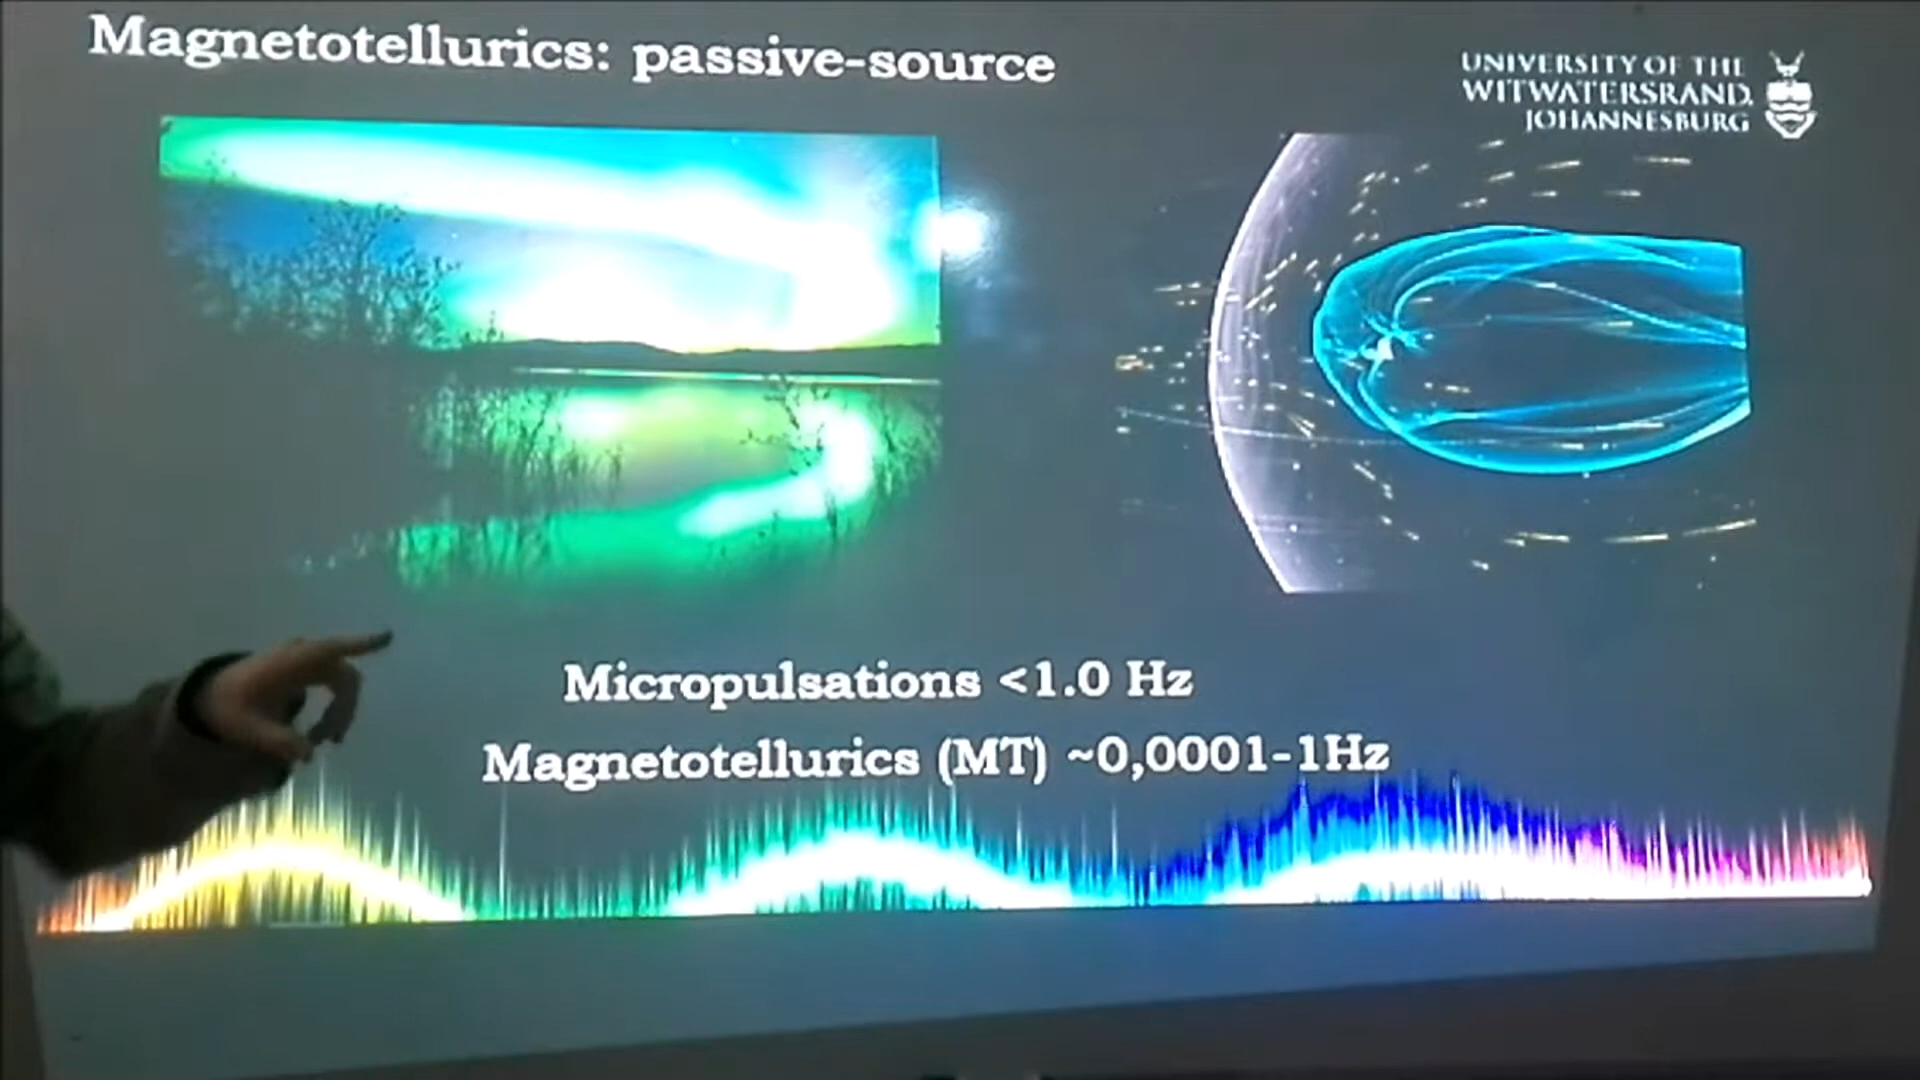 Magnetotellurics: passive-source
UNIVERSITY OF THE
WITWATERSRAND,
JOHANNESBURG
Micropulsations <1.0 Hz
Magnetotellurics (MT) ~0,0001-1Hz